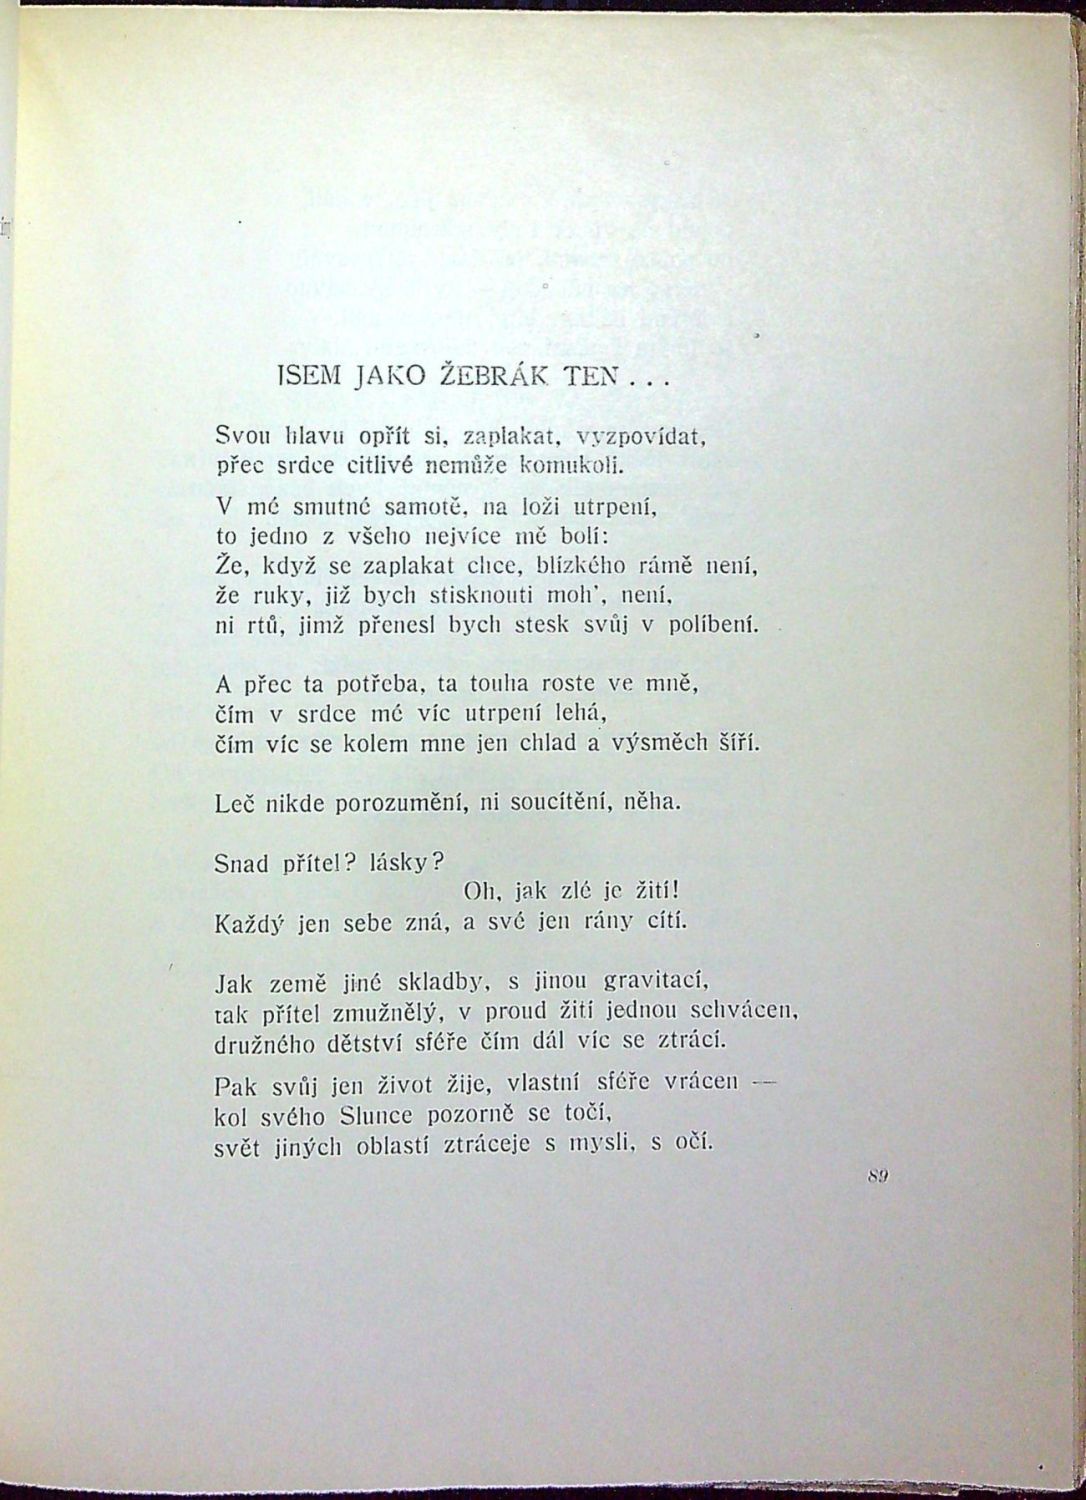 JSEM JAKO ŽEBRÁK TEN . . .
Svou hlavu opřít si, zaplakat, vyzpovídat,
přec srdce citlivé nemůže komukoli.
V mé smutné samotě, na loži utrpení,
to jedno z všeho nejvíce mě bolí:
Že, když se zaplakat chce, blízkého rámě není,
že ruky, již bych stisknouti moh', není,
ni rtů, jimž přenesl bych stesk svůj v políbení.
A přec ta potřeba, ta touha roste ve mně,
čím v srdce mé víc utrpení lehá,
čím víc se kolem mne jen chlad a výsměch šíří.
Leč nikde porozumění, ni soucítění, něha.
Snad přítel? lásky?
Oh, jak zlé je žití!
Každý jen sebe zná, a své jen rány cítí.
Jak země jiné skladby, s jinou gravitací,
tak přítel zmužnělý, v proud žití jednou schvácen,
družného dětství sféře čím dál víc se ztrácí.
Pak svůj jen život žije, vlastní sféře vrácen —
kol svého Slunce pozorně se točí,
svět jiných oblastí ztráceje s mysli, s očí.
89